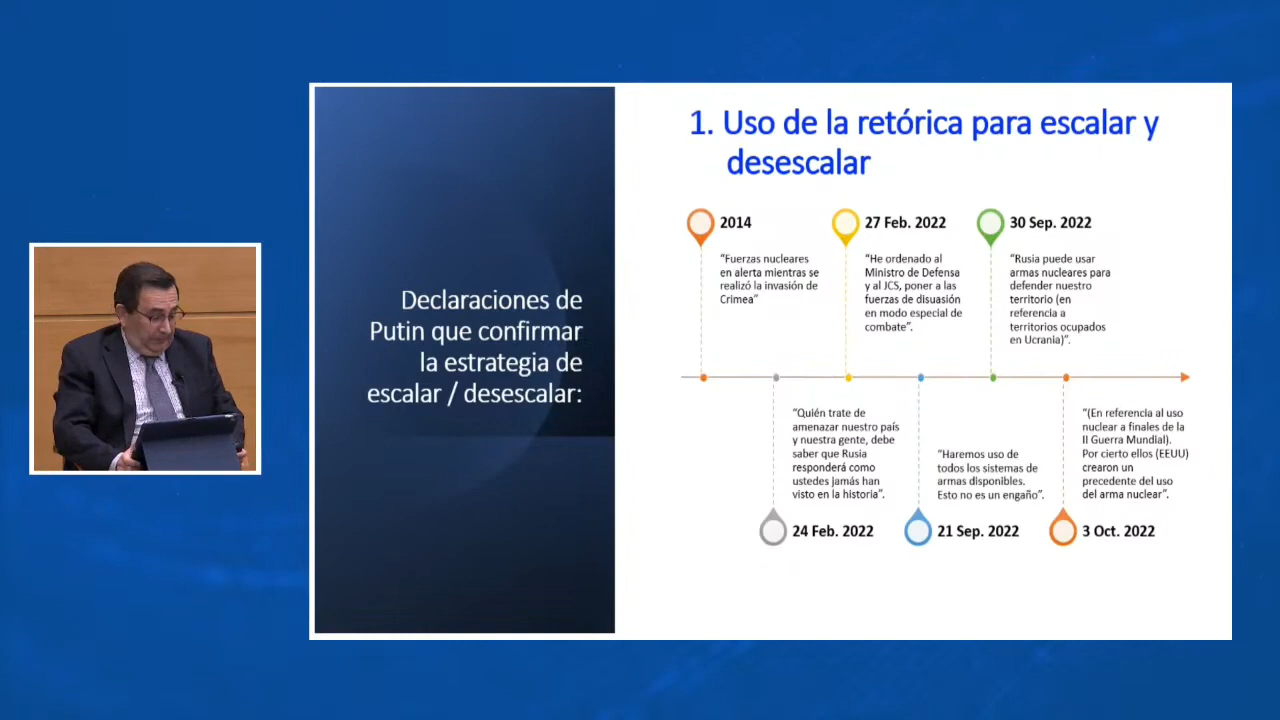 1. Uso de la retórica para escalar y
desescalar
Declaraciones de
Putin que confirmar
la estrategia de
escalar / desescalar:
2014
“Fuerzas nucleares
en alerta mientras se
realizó la invasión de
Crimea”
27 Feb. 2022
“He ordenado al
Ministro de Defensa
y al JCS, poner a las
fuerzas de disuasión
en modo especial de
combate”.
30 Sep. 2022
“Rusia puede usar
armas nucleares para
defender nuestro
territorio (en
referencia a
territorios ocupados
en Ucrania)”.
“Quién trate de
amenazar nuestro país
y nuestra gente, debe
saber que Rusia
responderá como
ustedes jamás han
visto en la historia”.
24 Feb. 2022
“Haremos uso de
todos los sistemas de
armas disponibles.
Esto no es un engaño”.
21 Sep. 2022
“(En referencia al uso
nuclear a finales de la
II Guerra Mundial).
Por cierto ellos (EEUU)
crearon un
precedente del uso
del arma nuclear”.
3 Oct. 2022